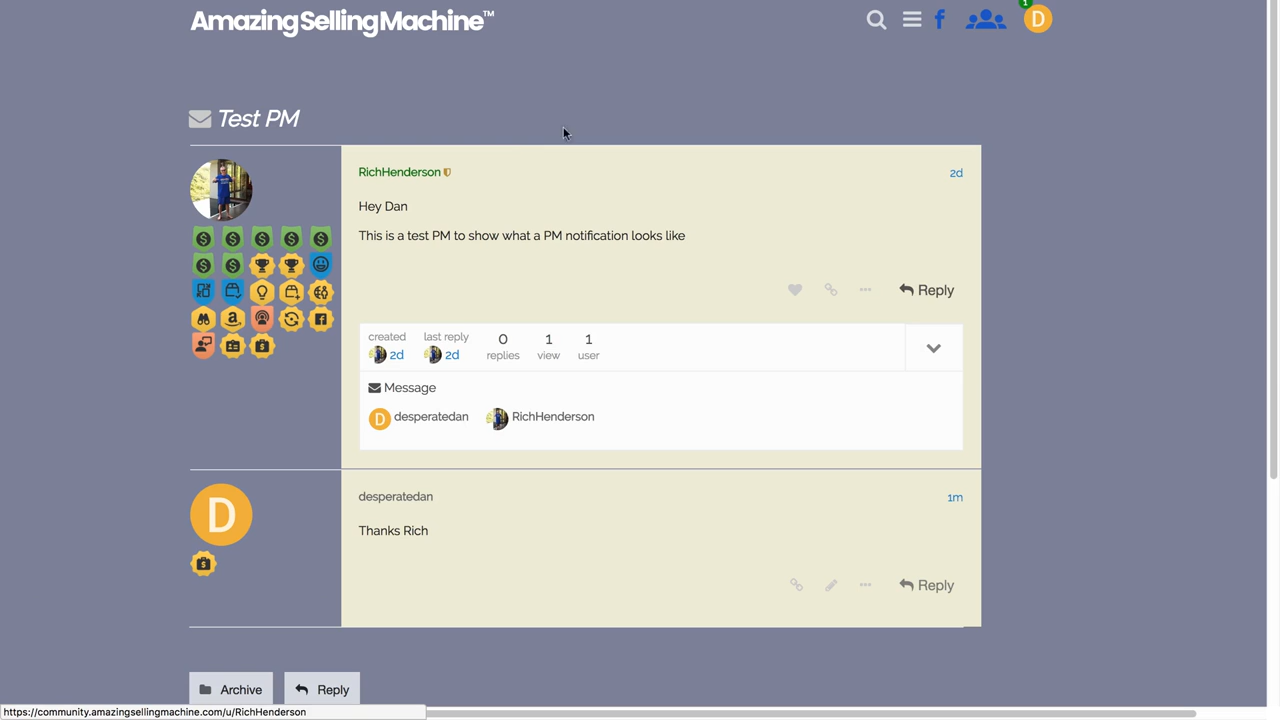 AmazingSellingMachine™
1
D
Test PM
RichHenderson
2d
Hey Dan
This is a test PM to show what a PM notification looks like
Reply
created
last reply
0
1
1
2d
2d
replies
view
user
Message
D desperatedan
RichHenderson
D
desperatedan
1m
Thanks Rich
Reply
Archive
Reply
https://community.amazingsellingmachine.com/u/RichHenderson